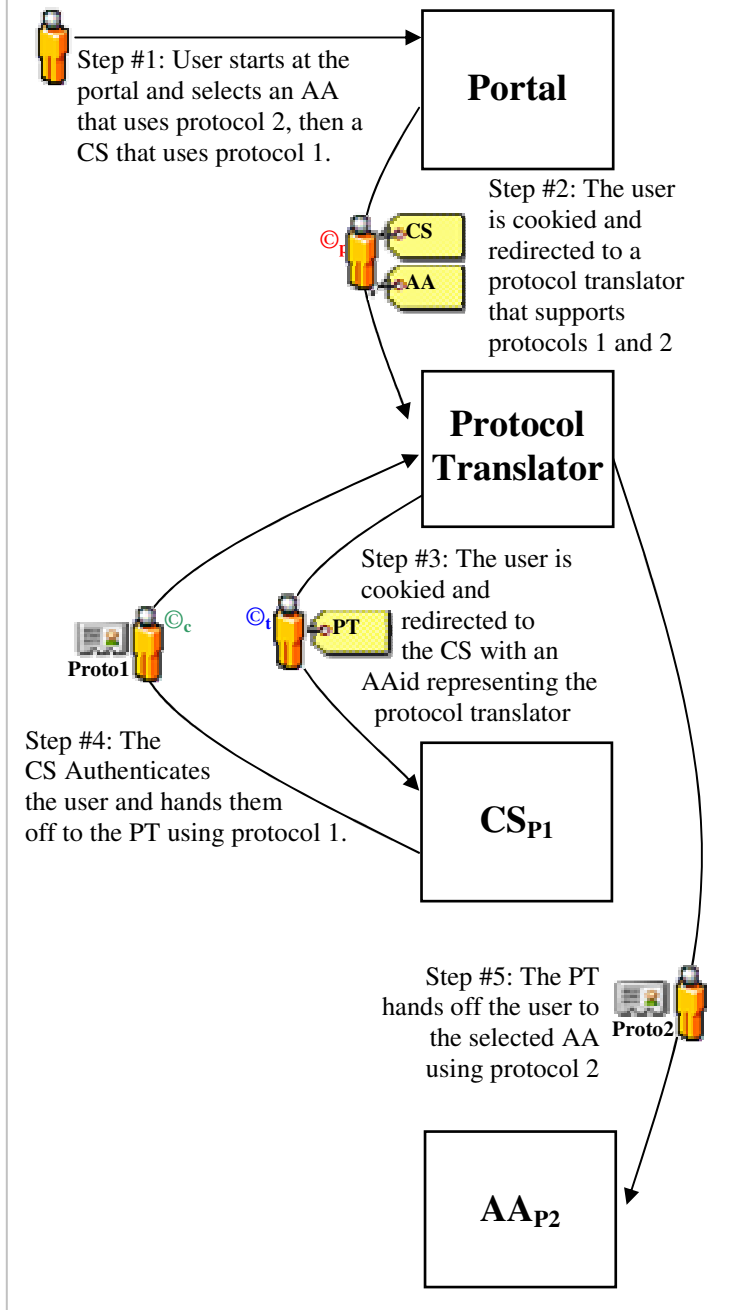 Step #1: User starts at the
portal and selects an AA
that uses protocol 2, then a
CS that uses protocol 1.
Portal
Step #2: The user
is cookied and
redirected to a
protocol translator
that supports
protocols 1 and 2
©p
CS
AA
Protocol
Translator
Step #3: The user is
cookied and
redirected to
the CS with an
AAid representing the
protocol translator
©t
PT
©c
Proto1
Step #4: The
CS Authenticates
the user and hands them
off to the PT using protocol 1.
CSP1
Step #5: The PT
hands off the user to
the selected AA
using protocol 2
Proto2
AAP2